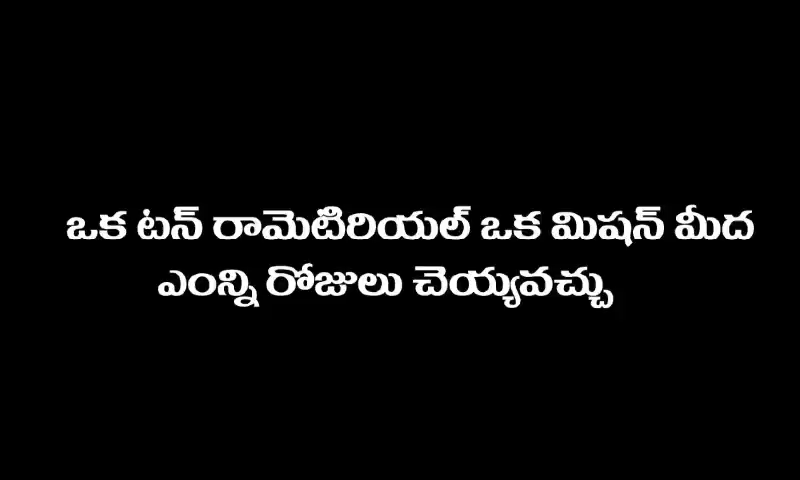 ఒక టన్ రామెటిరియల్ ఒక మిషన్ మీద
ఎంన్ని రోజులు చెయ్యవచ్చు